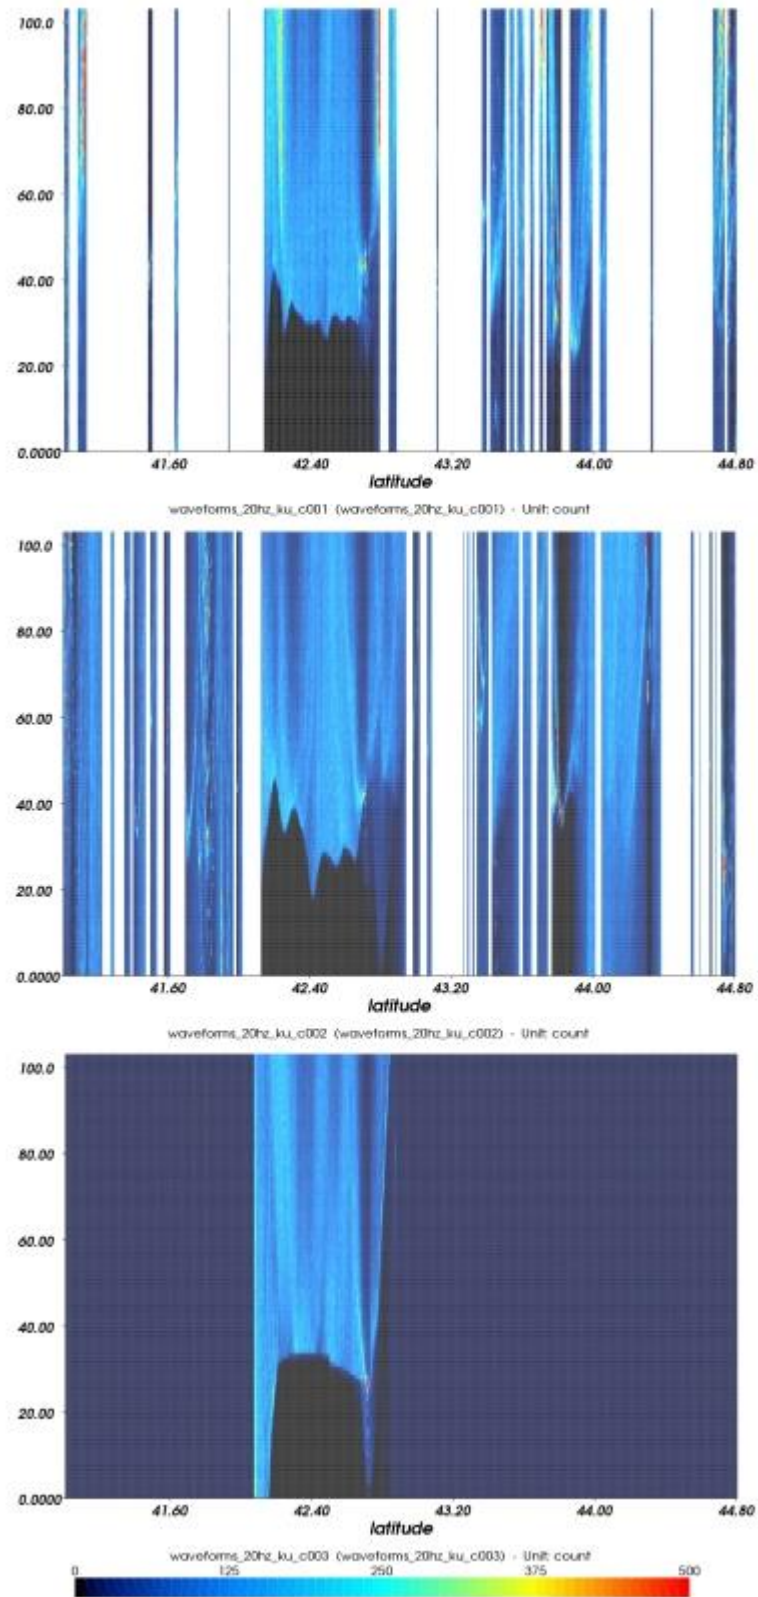 100.0
80.00
60.00
40.00
20.00
0.0000
41.60 42.40 43.20 44.00 44.80
latitude
waveforms_20hz_ku_c001 (waveforms_20hz_ku_c001) - Unit: count
100.0
80.00
60.00
40.00
20.00
0.0000
41.60 42.40 43.20 44.00 44.80
latitude
waveforms_20hz_ku_c002 (waveforms_20hz_ku_c002) - Unit: count
100.0
80.00
60.00
40.00
20.00
0.0000
41.60 42.40 43.20 44.00 44.80
latitude
waveforms_20hz_ku_c003 (waveforms_20hz_ku_c003) - Unit: count
0 125 250 375 500